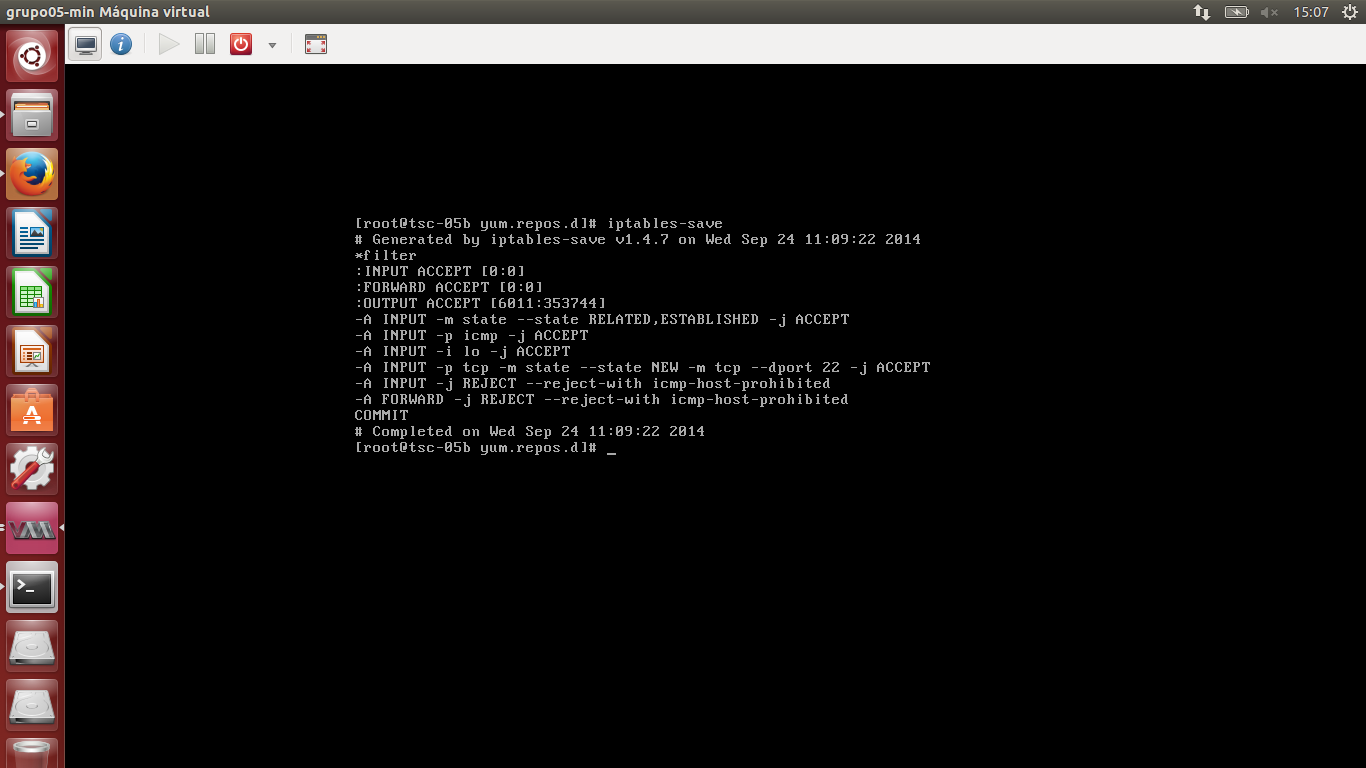 grupo05-min Máquina virtual
15:07
[root@tsc-05b yum.repos.d]# iptables-save
# Generated by iptables-save v1.4.7 on Wed Sep 24 11:09:22 2014
*filter
:INPUT ACCEPT [0:0]
:FORWARD ACCEPT [0:0]
:OUTPUT ACCEPT [6011:353744]
-A INPUT -m state --state RELATED,ESTABLISHED -j ACCEPT
-A INPUT -p icmp -j ACCEPT
-A INPUT -i lo -j ACCEPT
-A INPUT -p tcp -m state --state NEW -m tcp --dport 22 -j ACCEPT
-A INPUT -j REJECT --reject-with icmp-host-prohibited
-A FORWARD -j REJECT --reject-with icmp-host-prohibited
COMMIT
# Completed on Wed Sep 24 11:09:22 2014
[root@tsc-05b yum.repos.d]# _